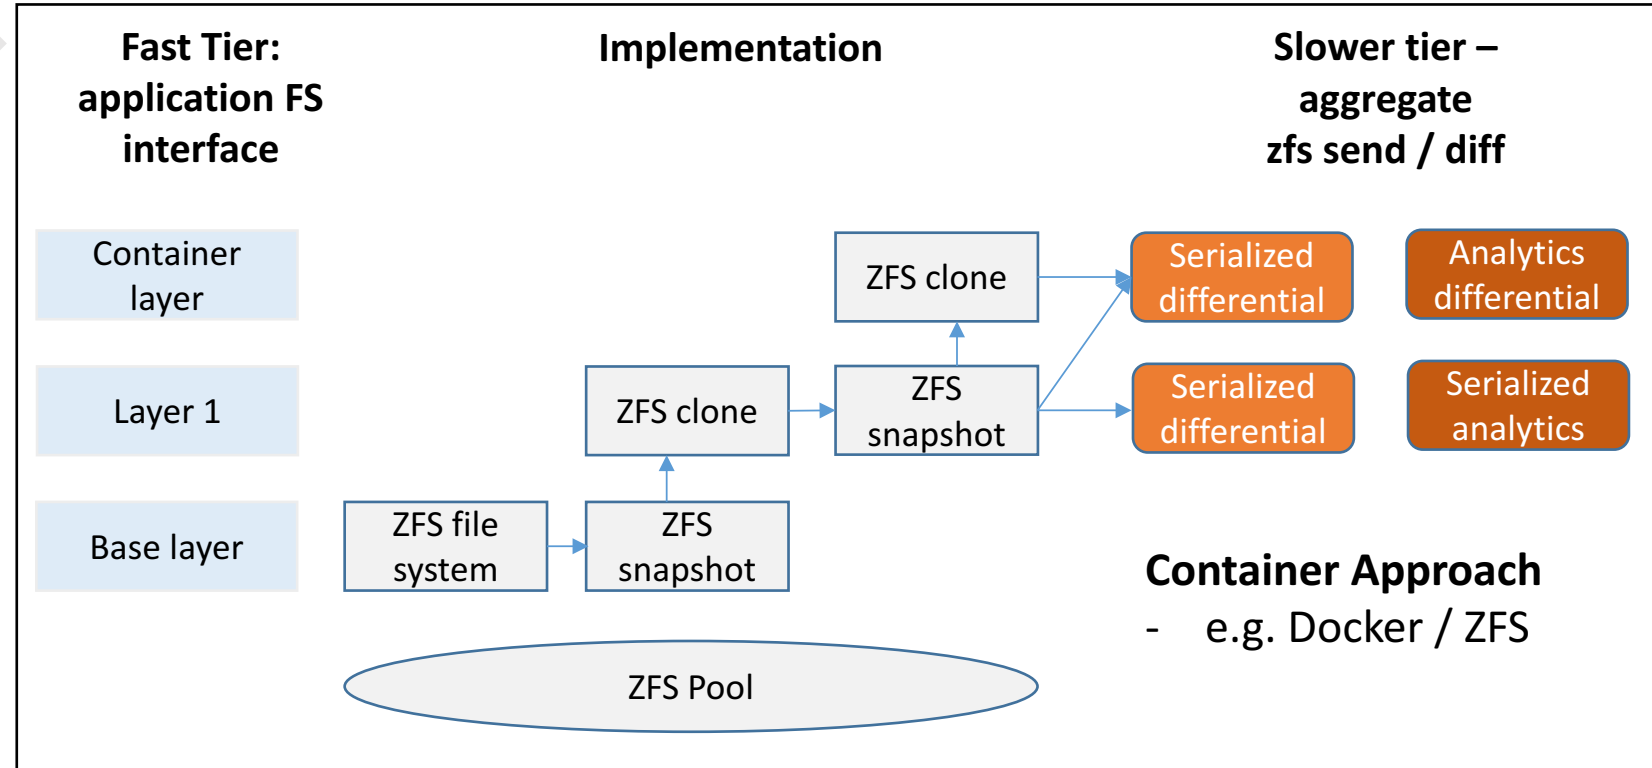 Fast Tier:
application FS
interface
Implementation
Slower tier –
aggregate
zfs send / diff
Container
layer
ZFS clone
Serialized
differential
Analytics
differential
Layer 1
ZFS clone
ZFS
snapshot
Serialized
differential
Serialized
analytics
Base layer
ZFS file
system
ZFS
snapshot
Container Approach
- e.g. Docker / ZFS
ZFS Pool